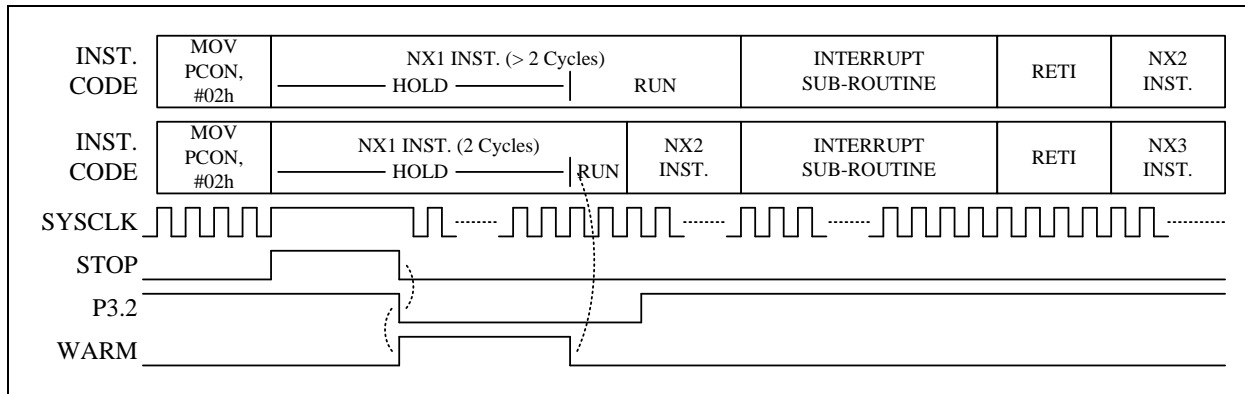 INST.
CODE
MOV
PCON,
#02h
NX1 INST. (> 2 Cycles)
HOLD
RUN
INTERRUPT
SUB-ROUTINE
RETI
NX2
INST.
INST.
CODE
MOV
PCON,
#02h
NX1 INST. (2 Cycles)
HOLD
RUN
NX2
INST.
INTERRUPT
SUB-ROUTINE
RETI
NX3
INST.
SYSCLK
STOP
P3.2
WARM